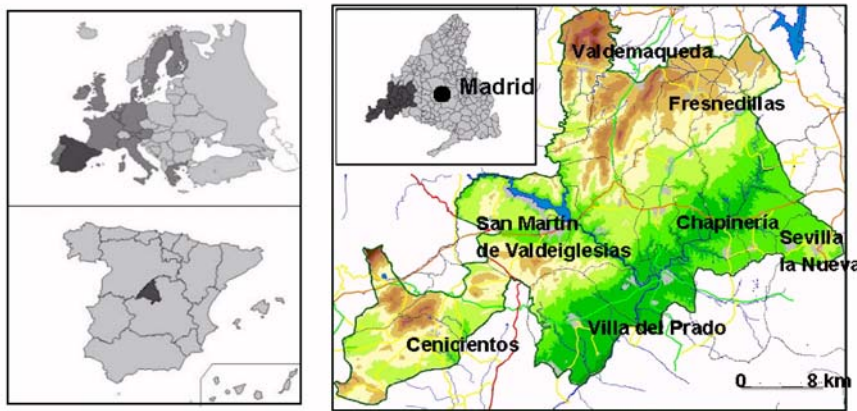 Madrid
Valdemaqueda
Fresnedillas
San Martín
de Valdeiglesias
Chapinería
Sevilla
la Nueva
Villa del Prado
Cenicientos
0 8 km